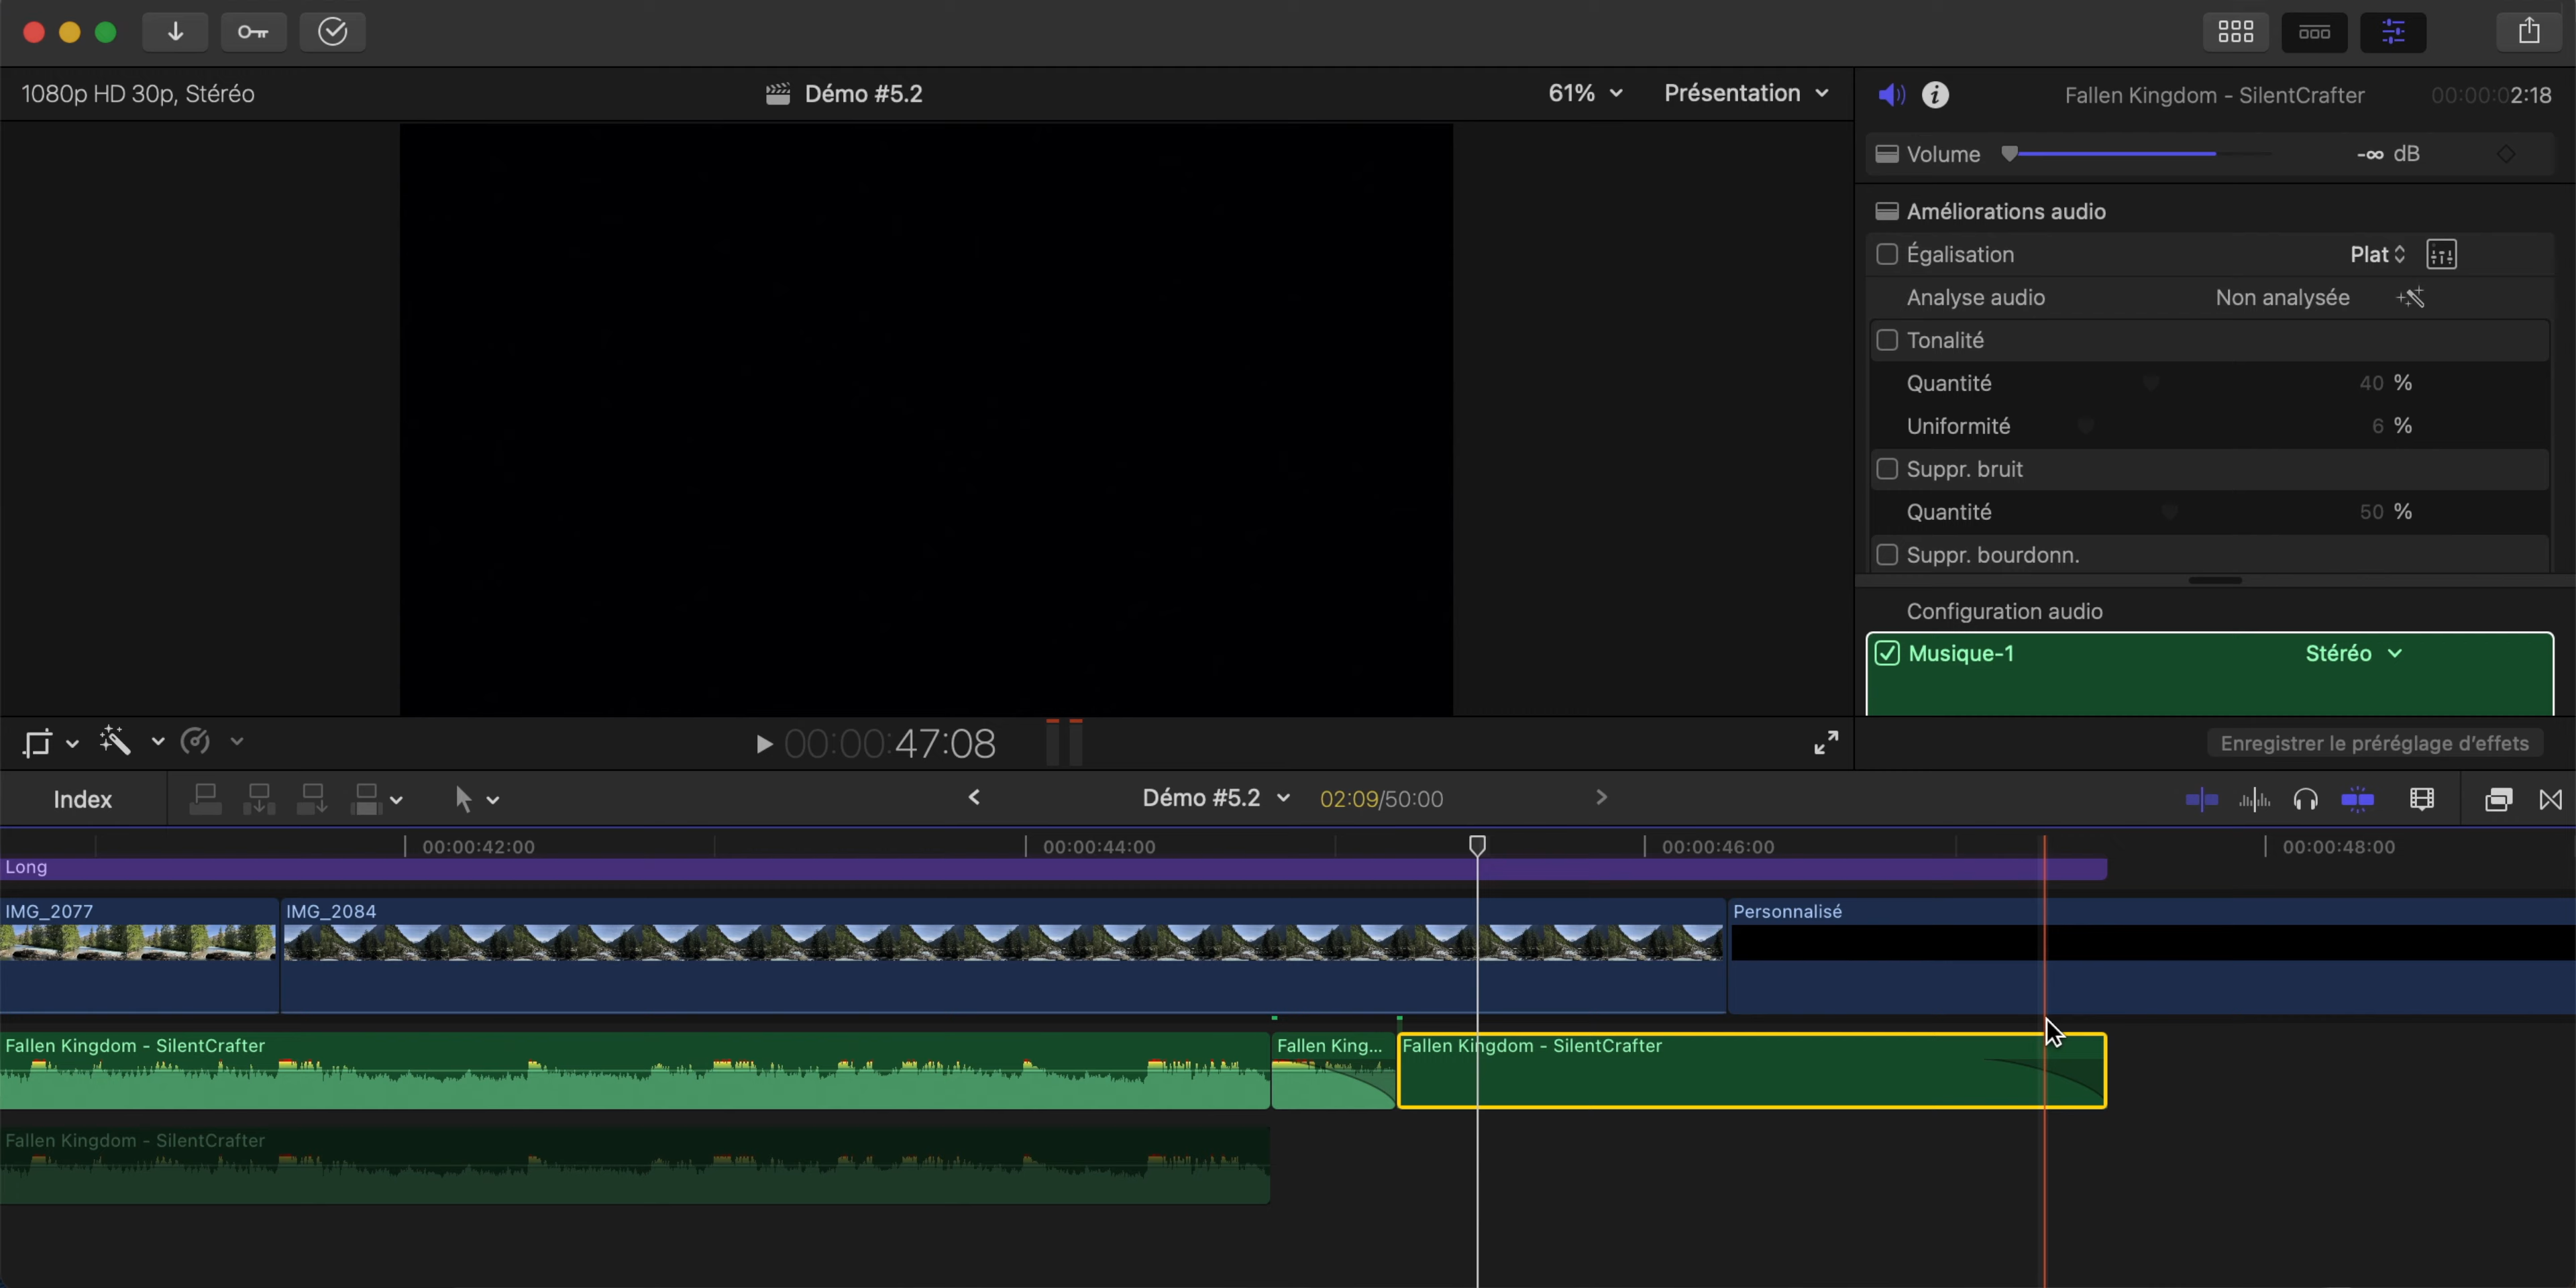 1080p HD 30p, Stéréo
Démo #5.2
61%
Présentation
Fallen Kingdom - SilentCrafter
00:00:02:18
Volume
-∞ dB
Améliorations audio
Égalisation
Plat
Analyse audio
Non analysée
Tonalité
Quantité
40 %
Uniformité
6 %
Suppr. bruit
Quantité
50 %
Suppr. bourdonn.
Configuration audio
Musique-1
Stéréo
00:00:47:08
Enregistrer le préréglage d’effets
Index
Démo #5.2
02:09/50:00
00:00:42:00
00:00:44:00
00:00:46:00
00:00:48:00
Long
IMG_2077
IMG_2084
Personnalisé
Fallen Kingdom - SilentCrafter
Fallen King...
Fallen Kingdom - SilentCrafter
Fallen Kingdom - SilentCrafter